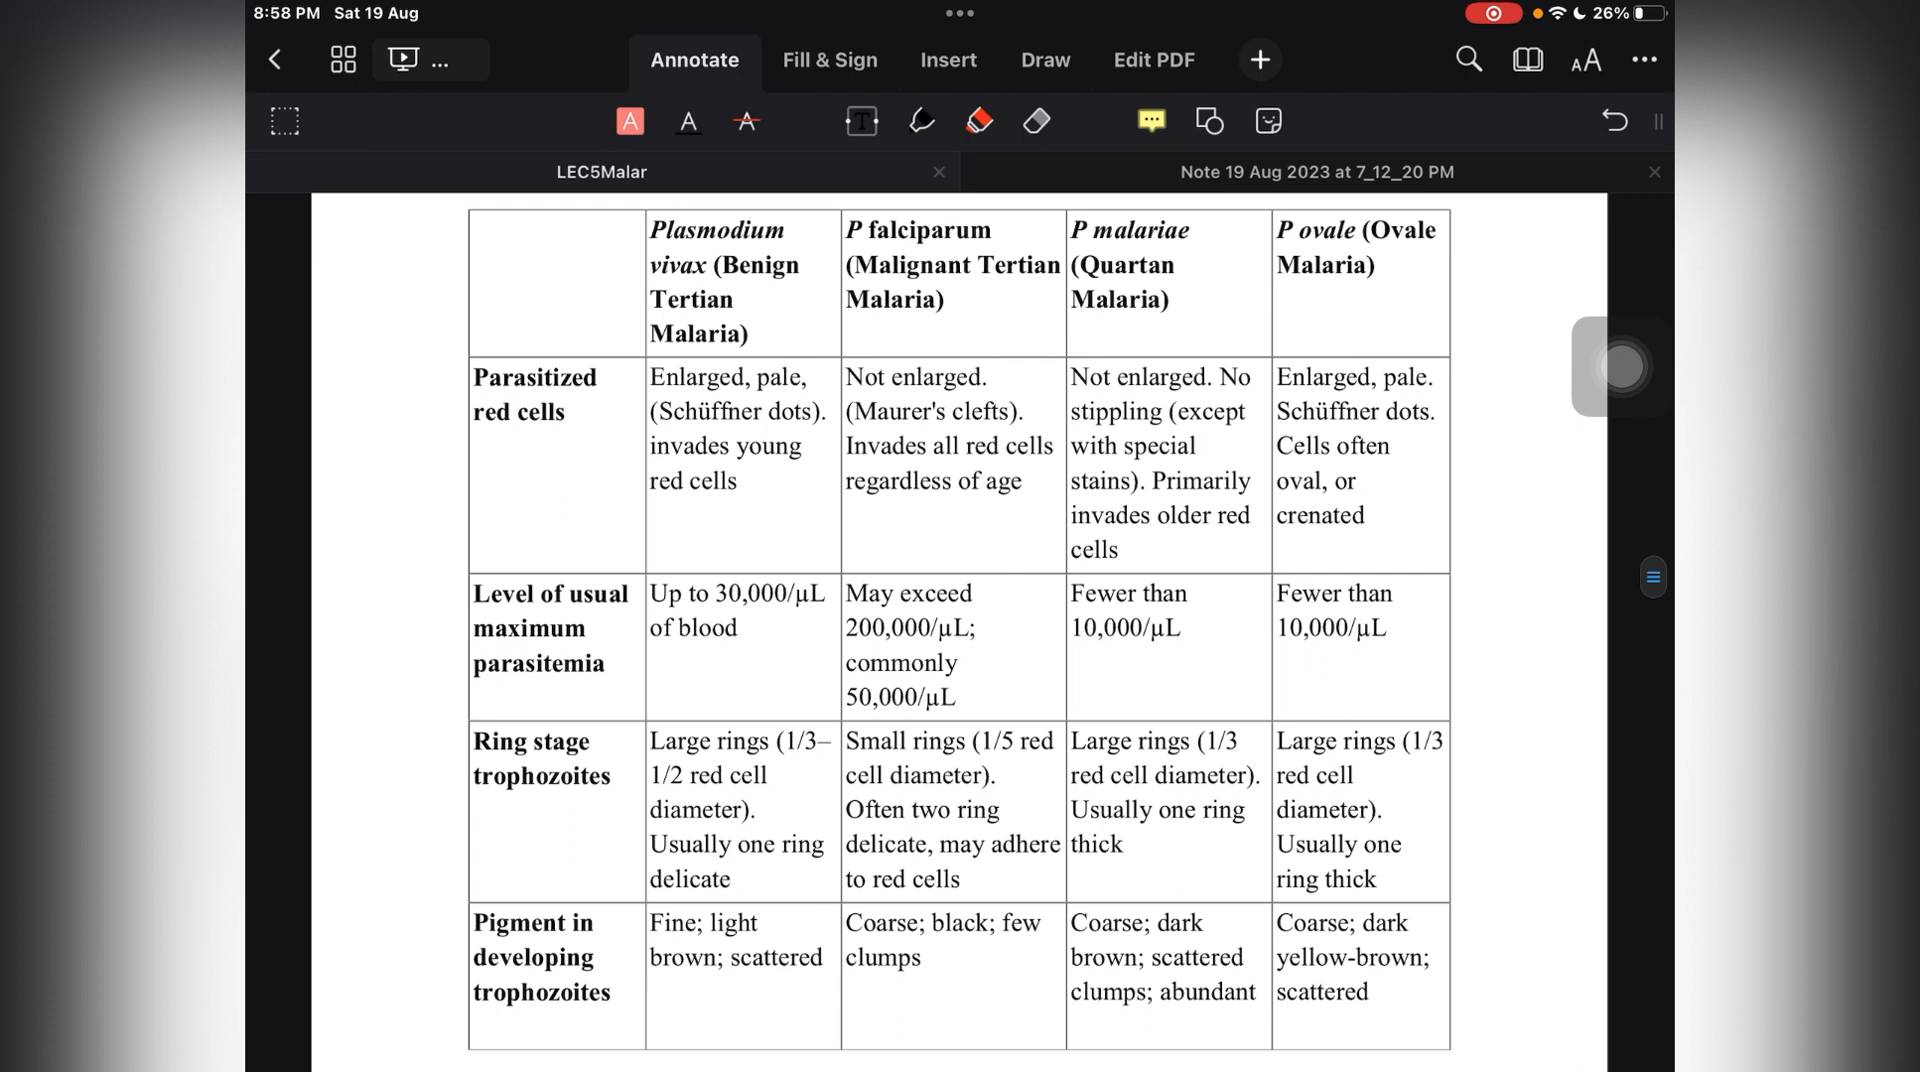 8:58 PM Sat 19 Aug
26%
...
Annotate
Fill & Sign
Insert
Draw
Edit PDF
AA
A
A
A
T
LEC5Malar
Note 19 Aug 2023 at 7_12_20 PM
Plasmodium
vivax (Benign
Tertian
Malaria)
P falciparum
(Malignant Tertian
Malaria)
P malariae
(Quartan
Malaria)
P ovale (Ovale
Malaria)
Parasitized
red cells
Enlarged, pale,
(Schüffner dots).
invades young
red cells
Not enlarged.
(Maurer's clefts).
Invades all red cells
regardless of age
Not enlarged. No
stippling (except
with special
stains). Primarily
invades older red
cells
Enlarged, pale.
Schüffner dots.
Cells often
oval, or
crenated
Level of usual
maximum
parasitemia
Up to 30,000/μL
of blood
May exceed
200,000/μL;
commonly
50,000/μL
Fewer than
10,000/μL
Fewer than
10,000/μL
Ring stage
trophozoites
Large rings (1/3–
1/2 red cell
diameter).
Usually one ring
delicate
Small rings (1/5 red
cell diameter).
Often two ring
delicate, may adhere
to red cells
Large rings (1/3
red cell diameter).
Usually one ring
thick
Large rings (1/3
red cell
diameter).
Usually one
ring thick
Pigment in
developing
trophozoites
Fine; light
brown; scattered
Coarse; black; few
clumps
Coarse; dark
brown; scattered
clumps; abundant
Coarse; dark
yellow-brown;
scattered